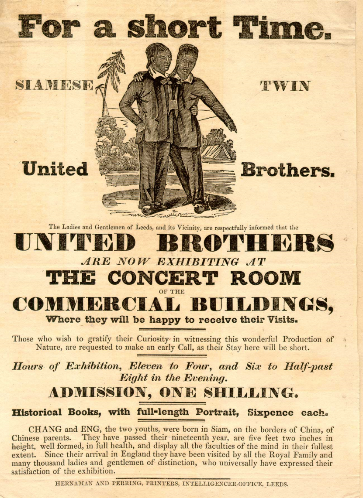 For a short Time.
SIAMESE TWIN
United Brothers.
The Ladies and Gentlemen of Leeds, and its Vicinity, are respectfully informed that the
UNITED BROTHERS
ARE NOW EXHIBITING AT
THE CONCERT ROOM
OF THE
COMMERCIAL BUILDINGS,
Where they will be happy to receive their Visits.
Those who wish to gratify their Curiosity in witnessing this wonderful Production of
Nature, are requested to make an early Call, as their Stay here will be short.
Hours of Exhibition, Eleven to Four, and Six to Half-past
Eight in the Evening.
ADMISSION, ONE SHILLING.
Historical Books, with full-length Portrait, Sixpence each.
CHANG and ENG, the two youths, were born in Siam, on the borders of China, of
Chinese parents. They have passed their nineteenth year, are five feet two inches in
height, well formed, in full health, and display all the faculties of the mind in their fullest
extent. Since their arrival in England they have been visited by all the Royal Family and
many thousand ladies and gentlemen of distinction, who universally have expressed their
satisfaction of the exhibition.
HERNAMAN AND PERRING, PRINTERS, INTELLIGENCER-OFFICE, LEEDS.